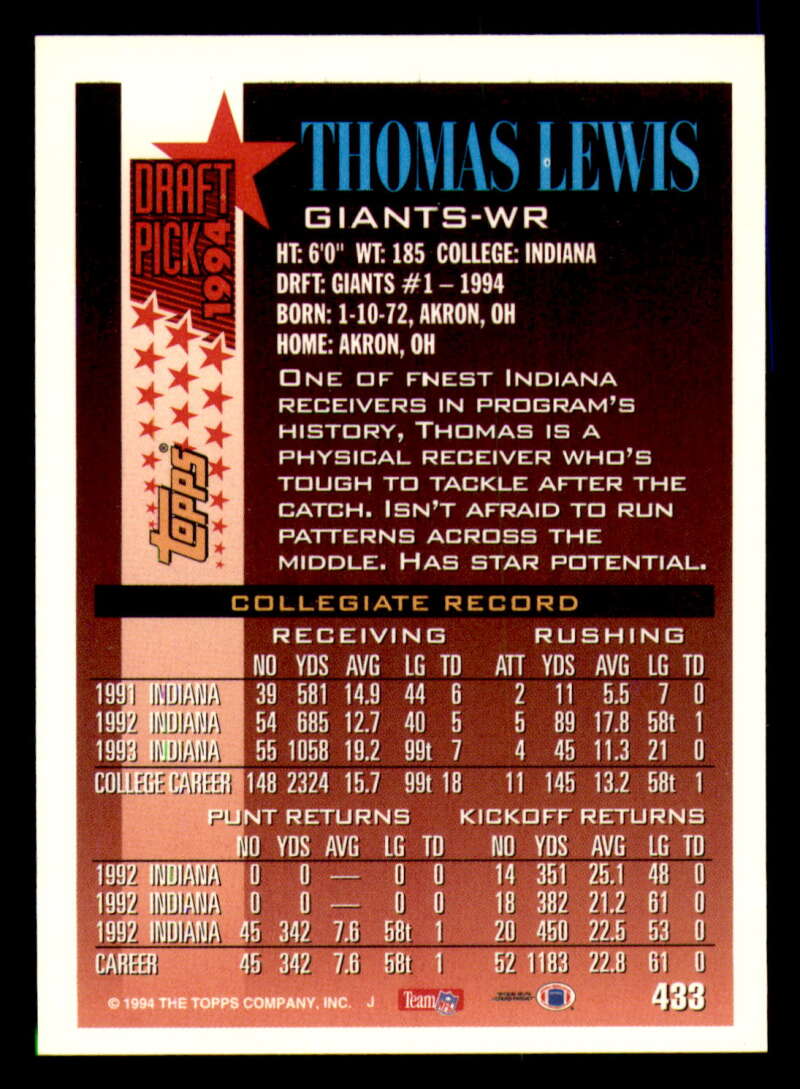 THOMAS LEWIS
DRAFT
PICK
1994
GIANTS-WR
HT: 6'0" WT: 185 COLLEGE: INDIANA
DRFT: GIANTS #1 – 1994
BORN: 1-10-72, AKRON, OH
HOME: AKRON, OH
ONE OF FNEST INDIANA
RECEIVERS IN PROGRAM'S
HISTORY, THOMAS IS A
PHYSICAL RECEIVER WHO'S
TOUGH TO TACKLE AFTER THE
CATCH. ISN'T AFRAID TO RUN
PATTERNS ACROSS THE
MIDDLE. HAS STAR POTENTIAL.
Topps®
COLLEGIATE RECORD
RECEIVING RUSHING
NO YDS AVG LG TD ATT YDS AVG LG TD
1991 INDIANA 39 581 14.9 44 6 2 11 5.5 7 0
1992 INDIANA 54 685 12.7 40 5 5 89 17.8 58t 1
1993 INDIANA 55 1058 19.2 99t 7 4 45 11.3 21 0
COLLEGE CAREER 148 2324 15.7 99t 18 11 145 13.2 58t 1
PUNT RETURNS KICKOFF RETURNS
NO YDS AVG LG TD NO YDS AVG LG TD
1992 INDIANA 0 0 — 0 0 14 351 25.1 48 0
1992 INDIANA 0 0 — 0 0 18 382 21.2 61 0
1992 INDIANA 45 342 7.6 58t 1 20 450 22.5 53 0
CAREER 45 342 7.6 58t 1 52 1183 22.8 61 0
© 1994 THE TOPPS COMPANY, INC. J Team NFL 433